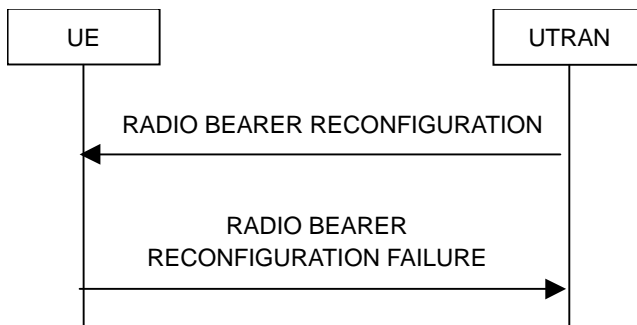 UE
UTRAN
RADIO BEARER RECONFIGURATION
RADIO BEARER
RECONFIGURATION FAILURE